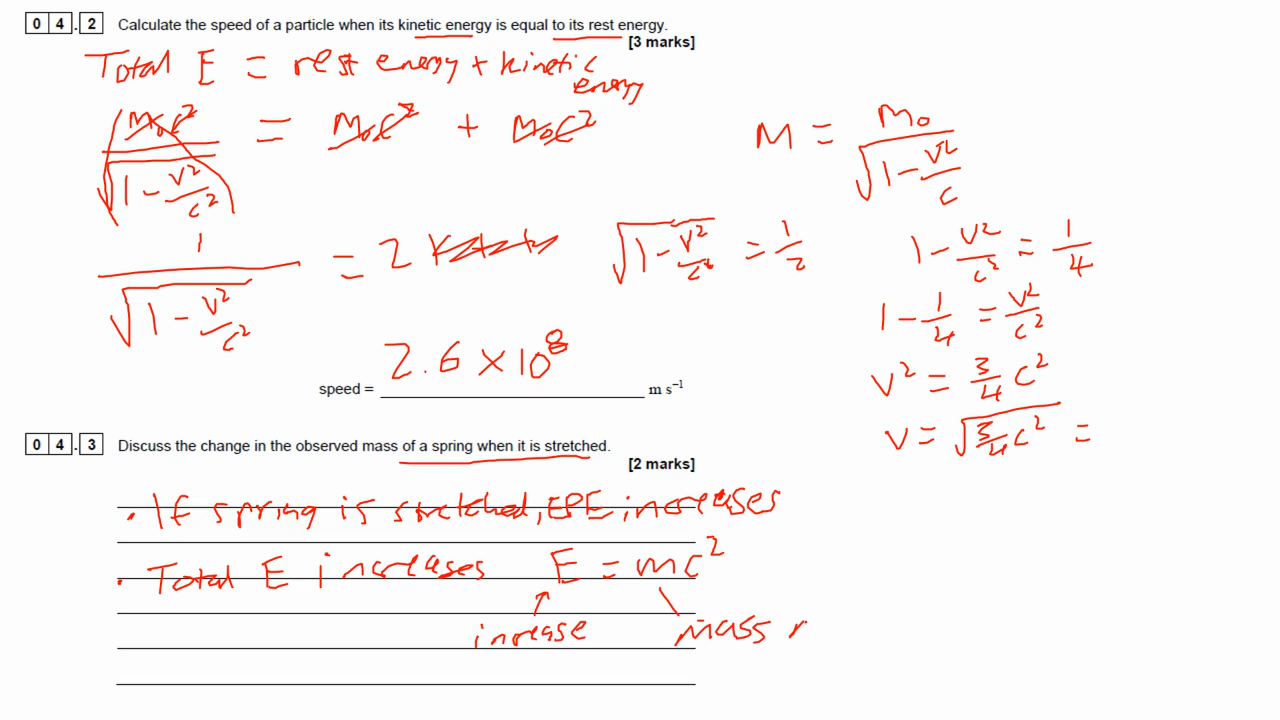 04.2 Calculate the speed of a particle when its kinetic energy is equal to its rest energy.
[3 marks]
Total E = rest energy + kinetic energy
M₀c² / √(1 - v²/c²) = M₀c² + M₀c²
M = M₀ / √(1 - v²/c)
1 / √(1 - v²/c²) = 2
√(1 - v²/c²) = 1/2
1 - v²/c² = 1/4
1 - 1/4 = v²/c²
v² = 3/4 c²
v = √(3/4 c²) =
speed = 2.6 × 10⁸ m s⁻¹
04.3 Discuss the change in the observed mass of a spring when it is stretched.
[2 marks]
• If spring is stretched, EPE increases
• Total E increases E = mc²
increase mass